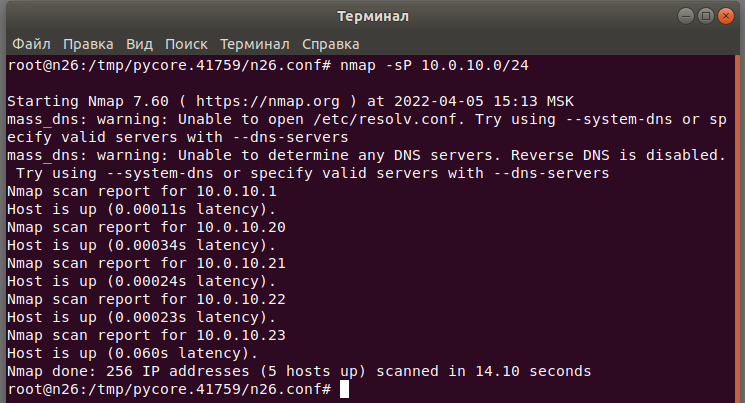 Терминал
Файл Правка Вид Поиск Терминал Справка
root@n26:/tmp/pycore.41759/n26.conf# nmap -sP 10.0.10.0/24
Starting Nmap 7.60 ( https://nmap.org ) at 2022-04-05 15:13 MSK
mass_dns: warning: Unable to open /etc/resolv.conf. Try using --system-dns or sp
ecify valid servers with --dns-servers
mass_dns: warning: Unable to determine any DNS servers. Reverse DNS is disabled.
 Try using --system-dns or specify valid servers with --dns-servers
Nmap scan report for 10.0.10.1
Host is up (0.00011s latency).
Nmap scan report for 10.0.10.20
Host is up (0.00034s latency).
Nmap scan report for 10.0.10.21
Host is up (0.00024s latency).
Nmap scan report for 10.0.10.22
Host is up (0.00023s latency).
Nmap scan report for 10.0.10.23
Host is up (0.060s latency).
Nmap done: 256 IP addresses (5 hosts up) scanned in 14.10 seconds
root@n26:/tmp/pycore.41759/n26.conf#